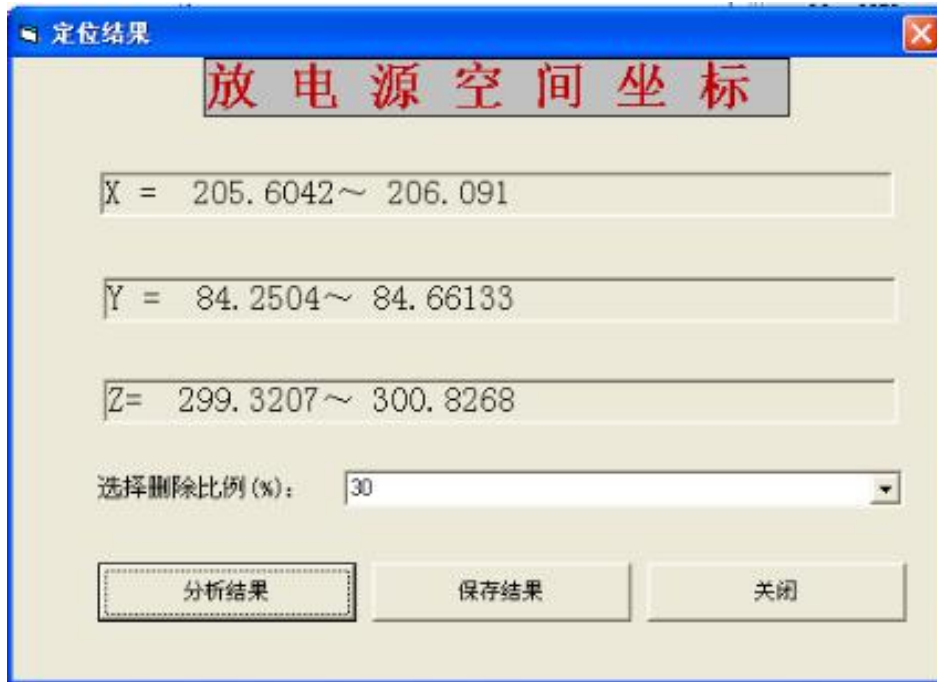 定位结果
放电源空间坐标
X = 205.6042～ 206.091
Y = 84.2504～ 84.66133
Z= 299.3207～ 300.8268
选择删除比例(%)： 30
分析结果 保存结果 关闭